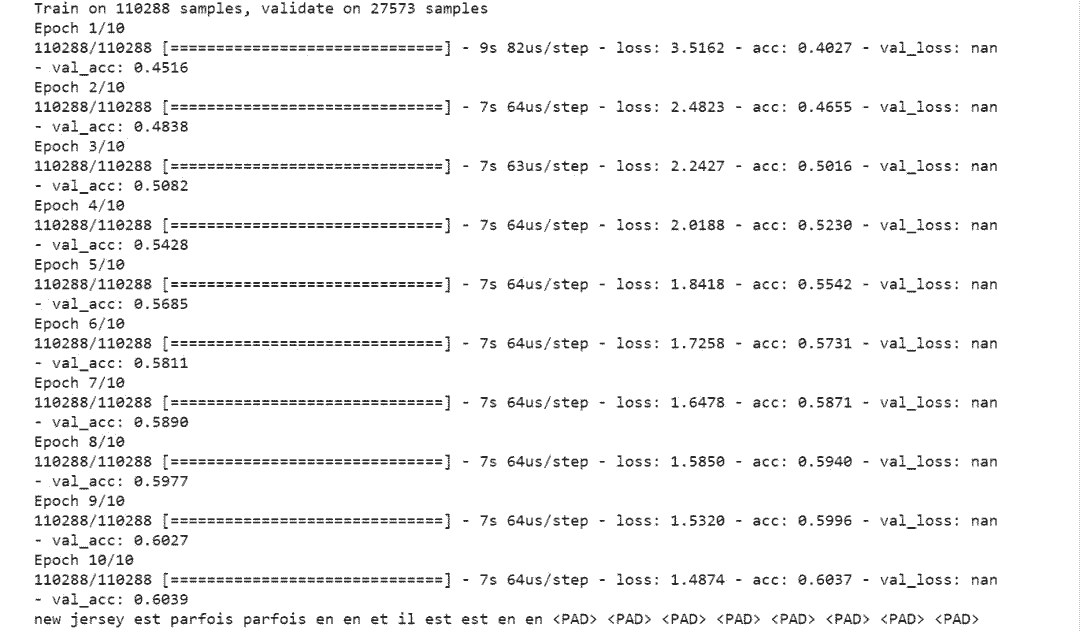 Train on 110288 samples, validate on 27573 samples
Epoch 1/10
110288/110288 [==============================] - 9s 82us/step - loss: 3.5162 - acc: 0.4027 - val_loss: nan
- val_acc: 0.4516
Epoch 2/10
110288/110288 [==============================] - 7s 64us/step - loss: 2.4823 - acc: 0.4655 - val_loss: nan
- val_acc: 0.4838
Epoch 3/10
110288/110288 [==============================] - 7s 63us/step - loss: 2.2427 - acc: 0.5016 - val_loss: nan
- val_acc: 0.5082
Epoch 4/10
110288/110288 [==============================] - 7s 64us/step - loss: 2.0188 - acc: 0.5230 - val_loss: nan
- val_acc: 0.5428
Epoch 5/10
110288/110288 [==============================] - 7s 64us/step - loss: 1.8418 - acc: 0.5542 - val_loss: nan
- val_acc: 0.5685
Epoch 6/10
110288/110288 [==============================] - 7s 64us/step - loss: 1.7258 - acc: 0.5731 - val_loss: nan
- val_acc: 0.5811
Epoch 7/10
110288/110288 [==============================] - 7s 64us/step - loss: 1.6478 - acc: 0.5871 - val_loss: nan
- val_acc: 0.5890
Epoch 8/10
110288/110288 [==============================] - 7s 64us/step - loss: 1.5850 - acc: 0.5940 - val_loss: nan
- val_acc: 0.5977
Epoch 9/10
110288/110288 [==============================] - 7s 64us/step - loss: 1.5320 - acc: 0.5996 - val_loss: nan
- val_acc: 0.6027
Epoch 10/10
110288/110288 [==============================] - 7s 64us/step - loss: 1.4874 - acc: 0.6037 - val_loss: nan
- val_acc: 0.6039
new jersey est parfois parfois en en et il est est en en <PAD> <PAD> <PAD> <PAD> <PAD> <PAD> <PAD> <PAD>